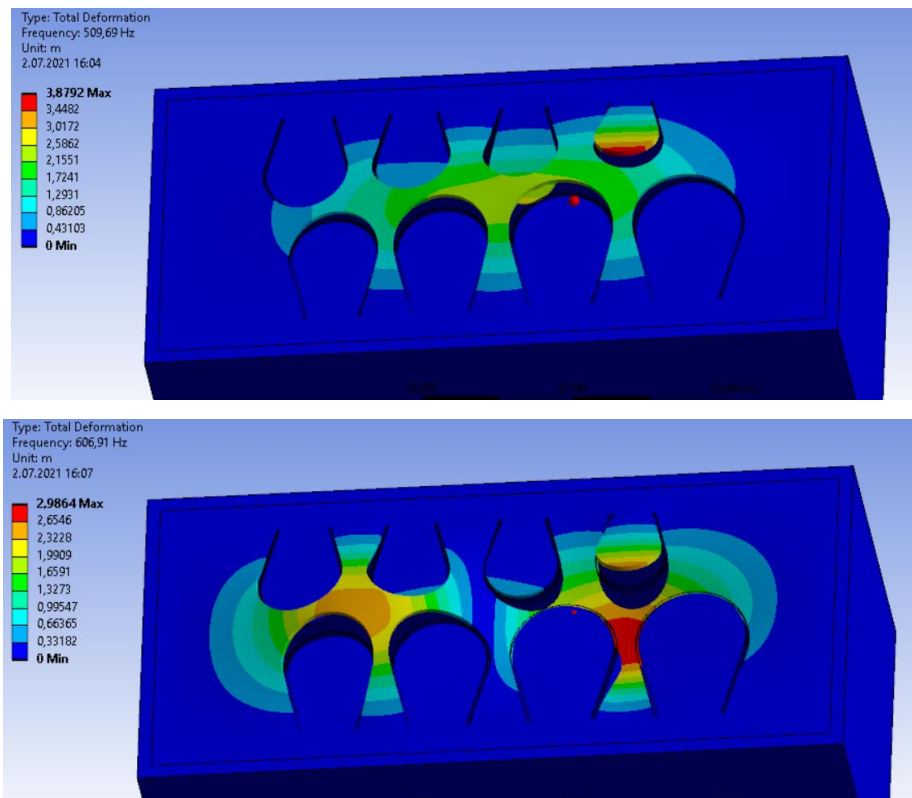 Type: Total Deformation
Frequency: 509,69 Hz
Unit: m
2.07.2021 16:04
3,8792 Max
3,4482
3,0172
2,5862
2,1551
1,7241
1,2931
0,86205
0,43103
0 Min
Type: Total Deformation
Frequency: 606,91 Hz
Unit: m
2.07.2021 16:07
2,9864 Max
2,6546
2,3228
1,9909
1,6591
1,3273
0,99547
0,66365
0,33182
0 Min